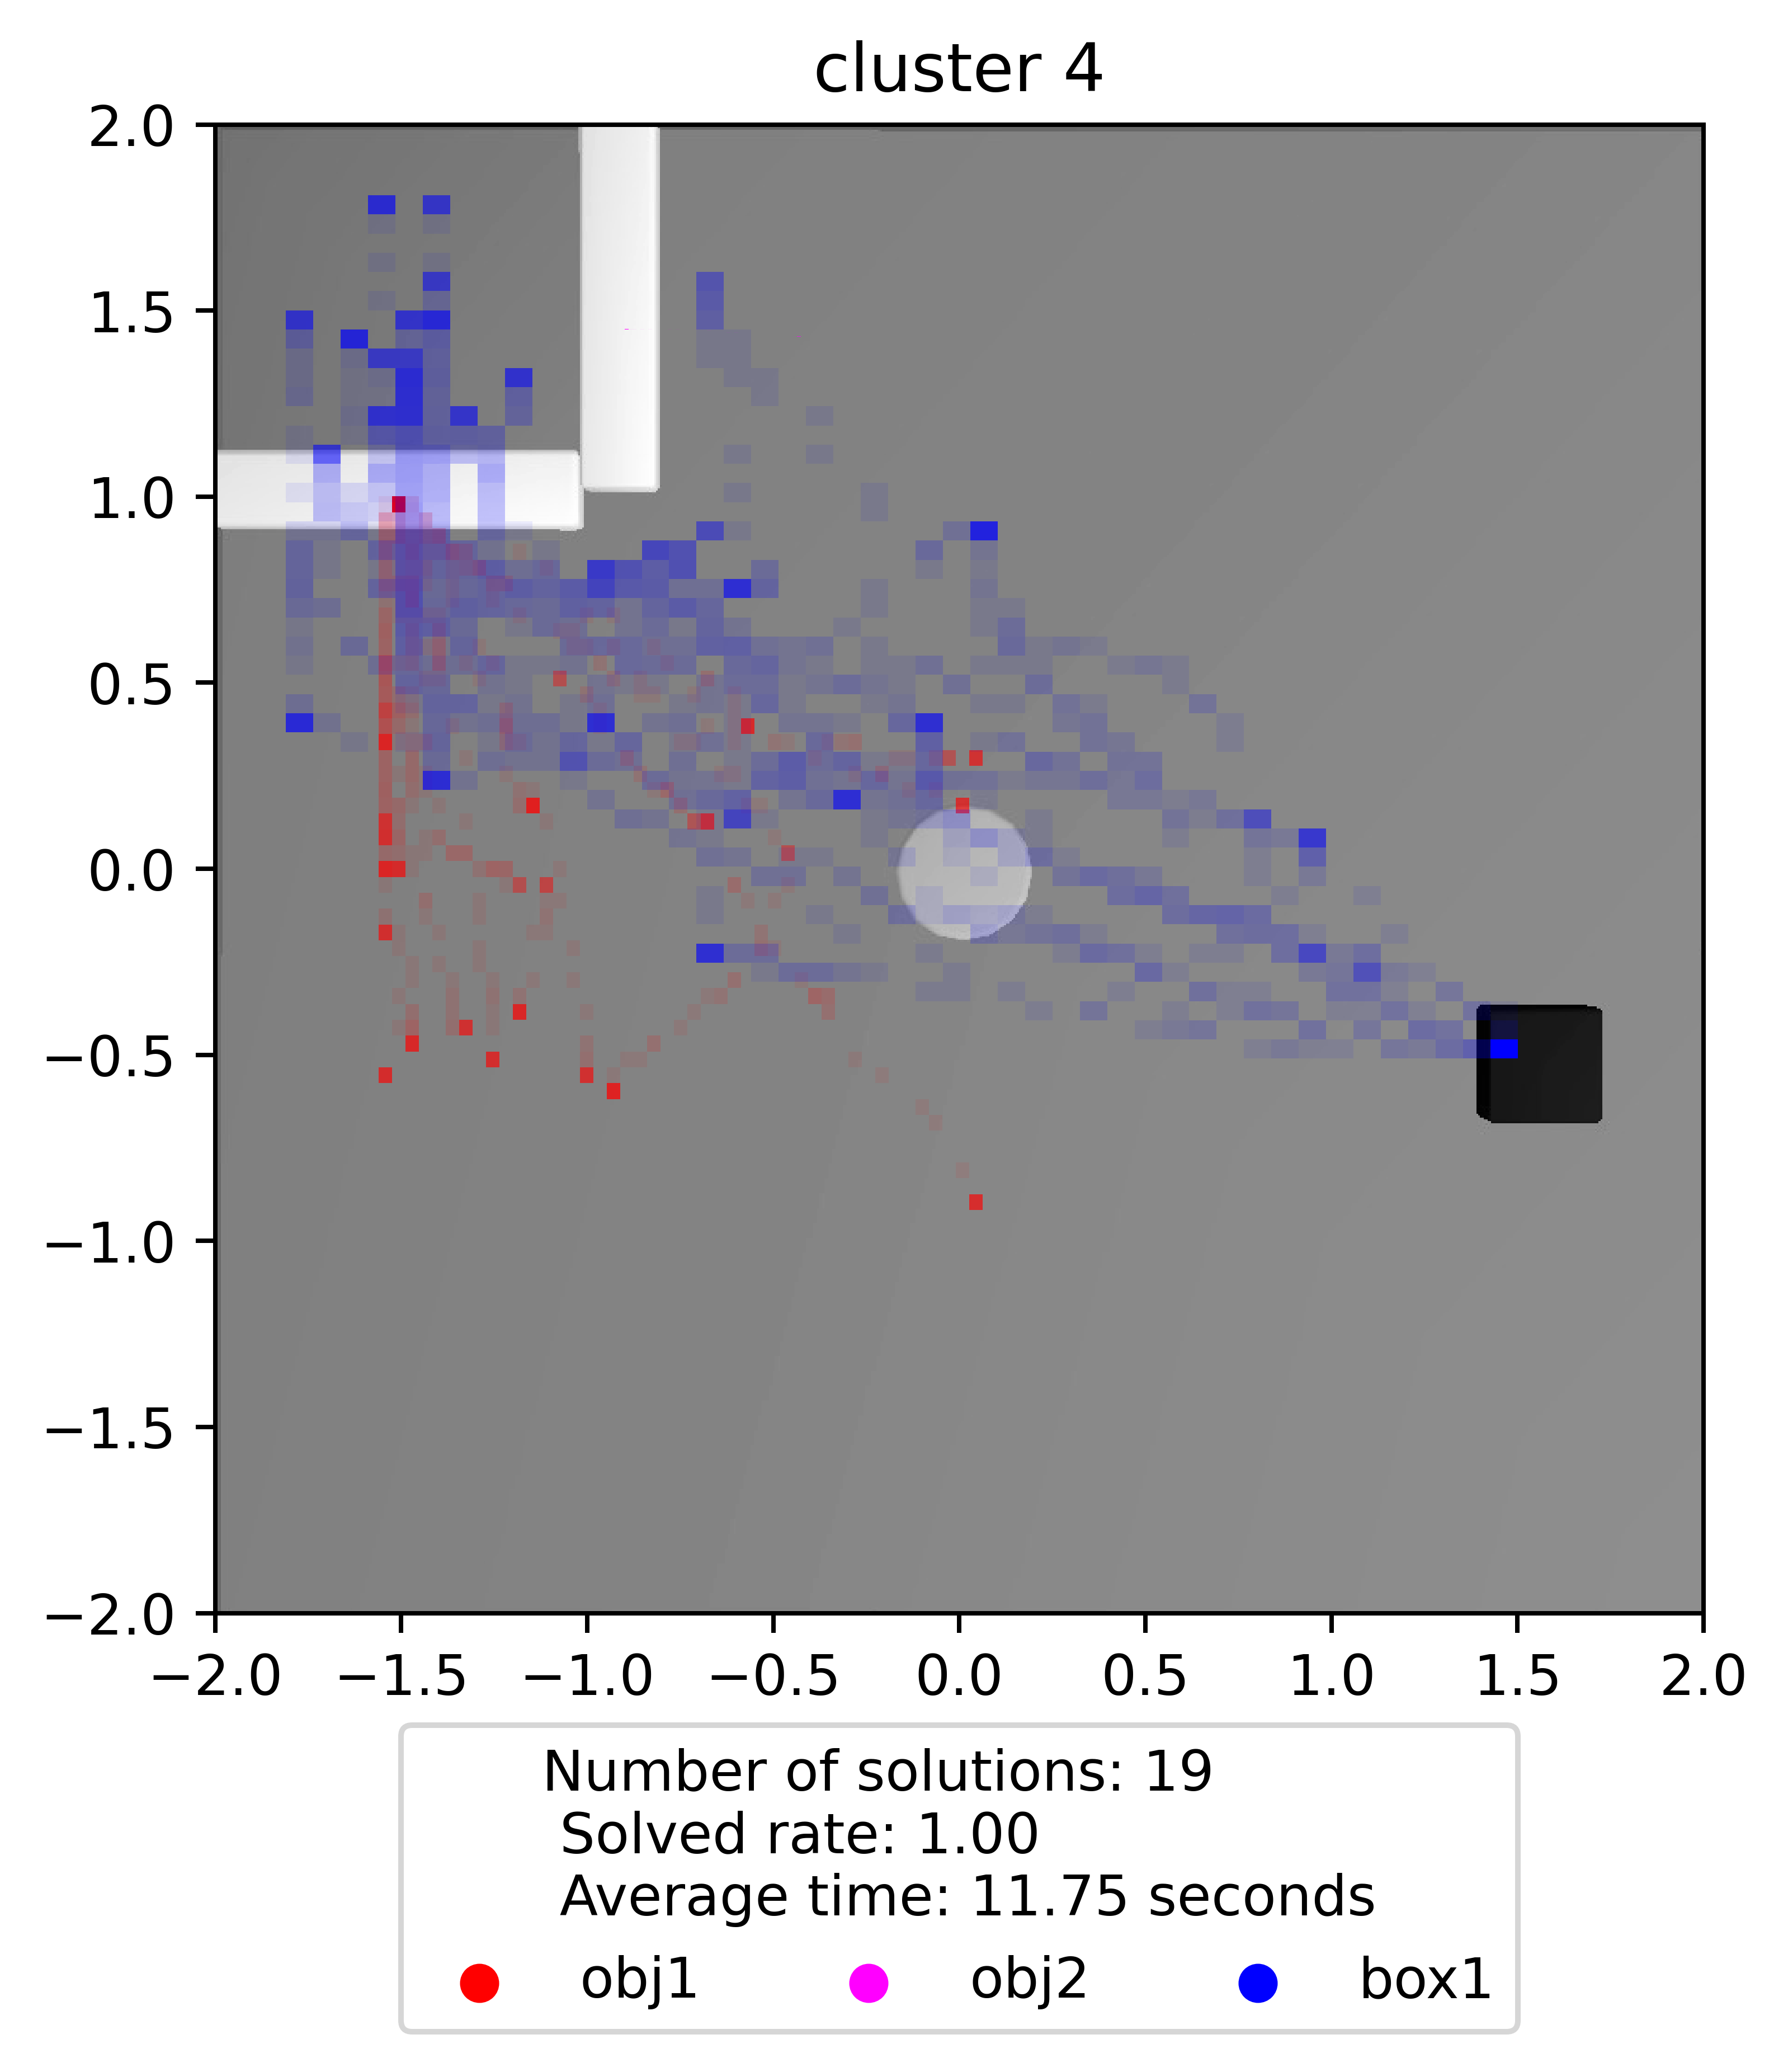 cluster 4
2.0
1.5
1.0
0.5
0.0
−0.5
−1.0
−1.5
−2.0
−2.0 −1.5 −1.0 −0.5 0.0 0.5 1.0 1.5 2.0
Number of solutions: 19
Solved rate: 1.00
Average time: 11.75 seconds
obj1 obj2 box1